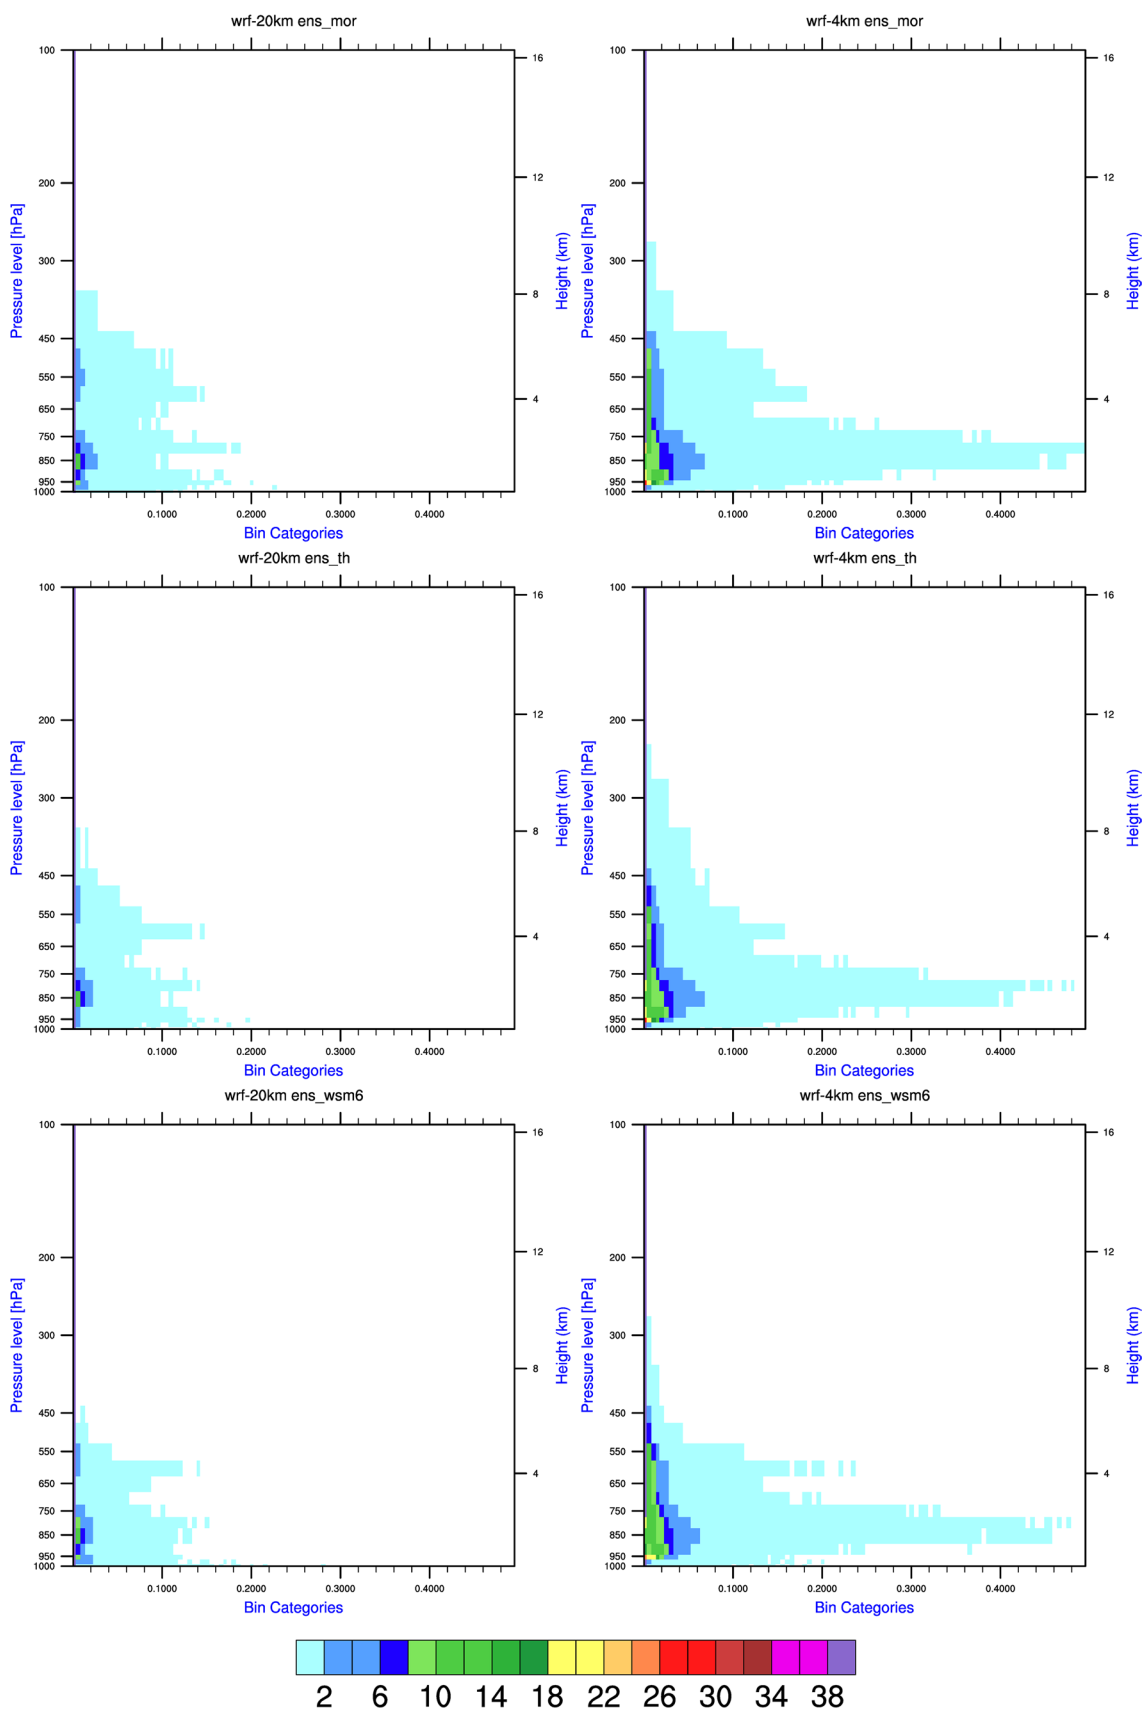 wrf-20km ens_mor
wrf-4km ens_mor
100
200
300
450
550
650
750
850
950
1000
Pressure level [hPa]
16
12
8
4
Height (km)
0.1000 0.2000 0.3000 0.4000
Bin Categories
100
200
300
450
550
650
750
850
950
1000
Pressure level [hPa]
16
12
8
4
Height (km)
0.1000 0.2000 0.3000 0.4000
Bin Categories
wrf-20km ens_th
wrf-4km ens_th
100
200
300
450
550
650
750
850
950
1000
Pressure level [hPa]
16
12
8
4
Height (km)
0.1000 0.2000 0.3000 0.4000
Bin Categories
100
200
300
450
550
650
750
850
950
1000
Pressure level [hPa]
16
12
8
4
Height (km)
0.1000 0.2000 0.3000 0.4000
Bin Categories
wrf-20km ens_wsm6
wrf-4km ens_wsm6
100
200
300
450
550
650
750
850
950
1000
Pressure level [hPa]
16
12
8
4
Height (km)
0.1000 0.2000 0.3000 0.4000
Bin Categories
100
200
300
450
550
650
750
850
950
1000
Pressure level [hPa]
16
12
8
4
Height (km)
0.1000 0.2000 0.3000 0.4000
Bin Categories
2 6 10 14 18 22 26 30 34 38